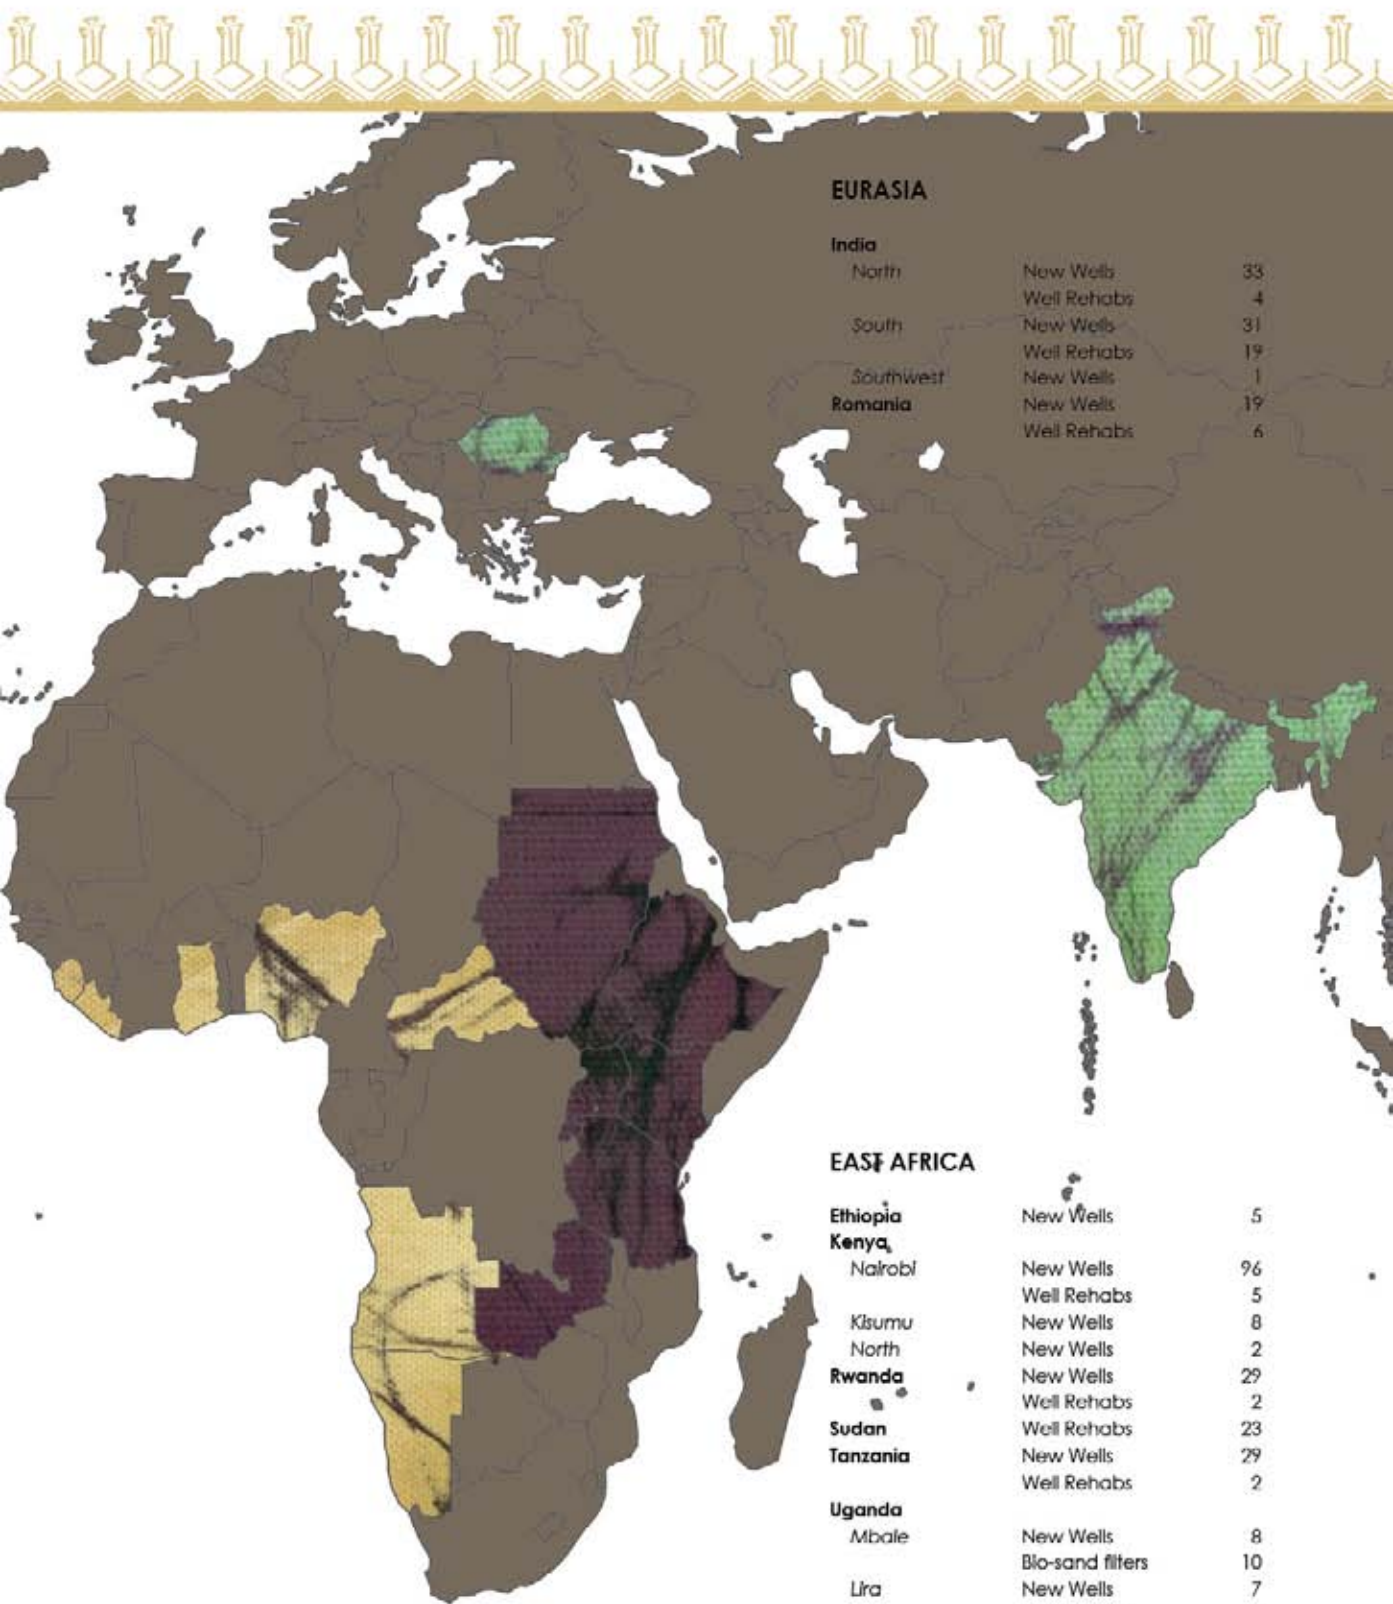 EURASIA
India
North New Wells 33
Well Rehabs 4
South New Wells 31
Well Rehabs 19
Southwest New Wells 1
Romania New Wells 19
Well Rehabs 6
EAST AFRICA
Ethiopia New Wells 5
Kenya
Nairobi New Wells 96
Well Rehabs 5
Kisumu New Wells 8
North New Wells 2
Rwanda New Wells 29
Well Rehabs 2
Sudan Well Rehabs 23
Tanzania New Wells 29
Well Rehabs 2
Uganda
Mbale New Wells 8
Bio-sand filters 10
Lira New Wells 7